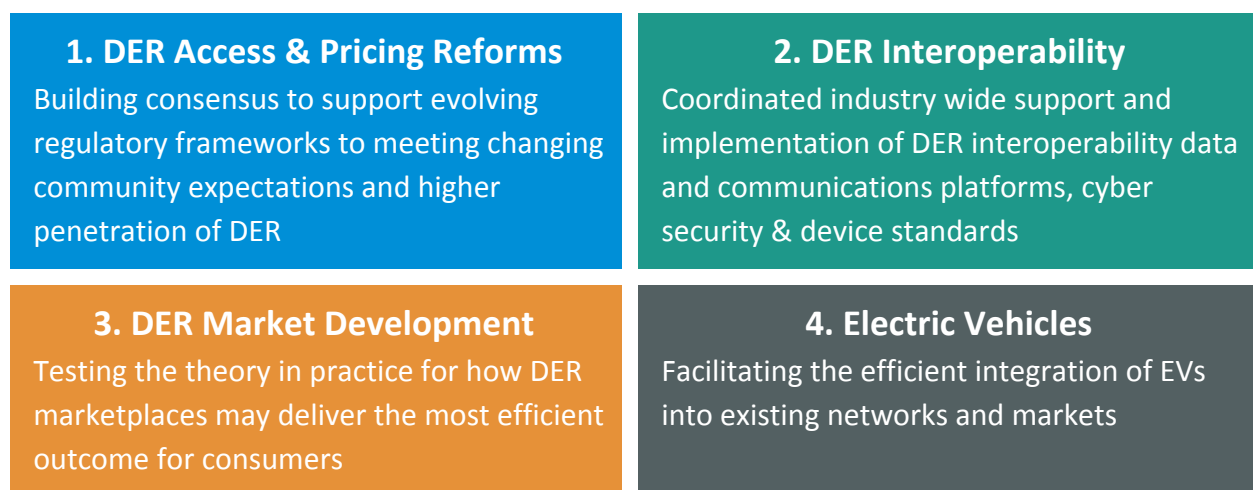 1. DER Access & Pricing Reforms
Building consensus to support evolving
regulatory frameworks to meeting changing
community expectations and higher
penetration of DER
2. DER Interoperability
Coordinated industry wide support and
implementation of DER interoperability data
and communications platforms, cyber
security & device standards
3. DER Market Development
Testing the theory in practice for how DER
marketplaces may deliver the most efficient
outcome for consumers
4. Electric Vehicles
Facilitating the efficient integration of EVs
into existing networks and markets